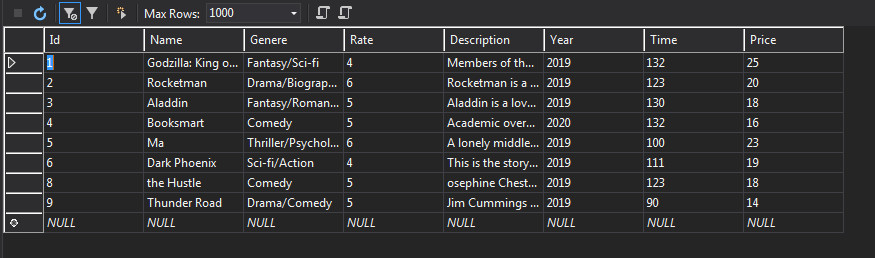 Max Rows: 1000
Id Name Genere Rate Description Year Time Price
1 Godzilla: King o... Fantasy/Sci-fi 4 Members of th... 2019 132 25
2 Rocketman Drama/Biograp... 6 Rocketman is a ... 2019 123 20
3 Aladdin Fantasy/Roman... 5 Aladdin is a lov... 2019 130 18
4 Booksmart Comedy 5 Academic over... 2020 132 16
5 Ma Thriller/Psychol... 6 A lonely middle... 2019 100 23
6 Dark Phoenix Sci-fi/Action 4 This is the story... 2019 111 19
8 the Hustle Comedy 5 osephine Chest... 2019 123 18
9 Thunder Road Drama/Comedy 5 Jim Cummings ... 2019 90 14
NULL NULL NULL NULL NULL NULL NULL NULL